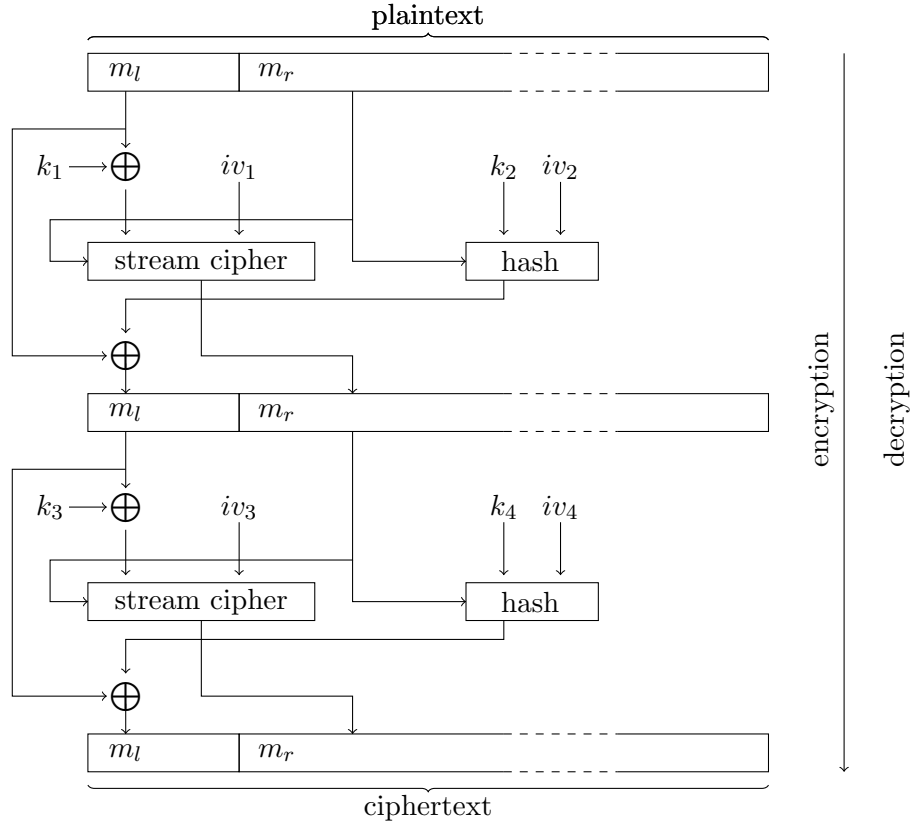 plaintext
m_l m_r
k_1 iv_1 k_2 iv_2
stream cipher hash
m_l m_r
k_3 iv_3 k_4 iv_4
stream cipher hash
m_l m_r
ciphertext
encryption
decryption